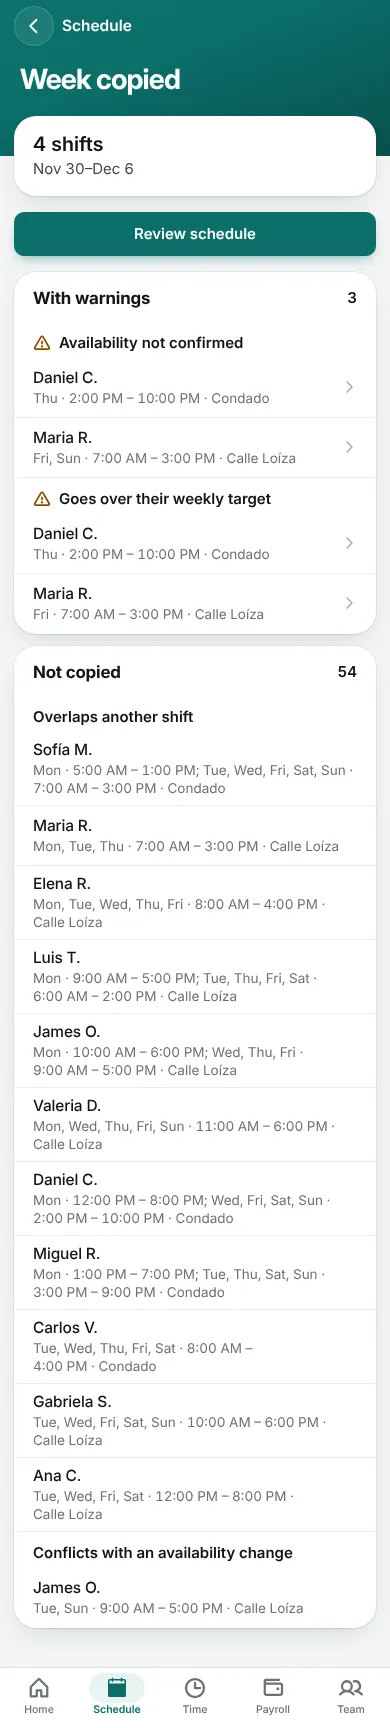 Schedule
Week copied
4 shifts
Nov 30–Dec 6
Review schedule
With warnings 3
Availability not confirmed
Daniel C.
Thu · 2:00 PM – 10:00 PM · Condado
Maria R.
Fri, Sun · 7:00 AM – 3:00 PM · Calle Loíza
Goes over their weekly target
Daniel C.
Thu · 2:00 PM – 10:00 PM · Condado
Maria R.
Fri · 7:00 AM – 3:00 PM · Calle Loíza
Not copied 54
Overlaps another shift
Sofía M.
Mon · 5:00 AM – 1:00 PM; Tue, Wed, Fri, Sat, Sun ·
7:00 AM – 3:00 PM · Condado
Maria R.
Mon, Tue, Thu · 7:00 AM – 3:00 PM · Calle Loíza
Elena R.
Mon, Tue, Wed, Thu, Fri · 8:00 AM – 4:00 PM ·
Calle Loíza
Luis T.
Mon · 9:00 AM – 5:00 PM; Tue, Thu, Fri, Sat ·
6:00 AM – 2:00 PM · Calle Loíza
James O.
Mon · 10:00 AM – 6:00 PM; Wed, Thu, Fri ·
9:00 AM – 5:00 PM · Calle Loíza
Valeria D.
Mon, Wed, Thu, Fri, Sun · 11:00 AM – 6:00 PM ·
Calle Loíza
Daniel C.
Mon · 12:00 PM – 8:00 PM; Wed, Fri, Sat, Sun ·
2:00 PM – 10:00 PM · Condado
Miguel R.
Mon · 1:00 PM – 7:00 PM; Tue, Thu, Sat, Sun ·
3:00 PM – 9:00 PM · Condado
Carlos V.
Tue, Wed, Thu, Fri, Sat · 8:00 AM –
4:00 PM · Condado
Gabriela S.
Tue, Wed, Fri, Sat, Sun · 10:00 AM – 6:00 PM ·
Calle Loíza
Ana C.
Tue, Wed, Fri, Sat · 12:00 PM – 8:00 PM ·
Calle Loíza
Conflicts with an availability change
James O.
Tue, Sun · 9:00 AM – 5:00 PM · Calle Loíza
Home Schedule Time Payroll Team